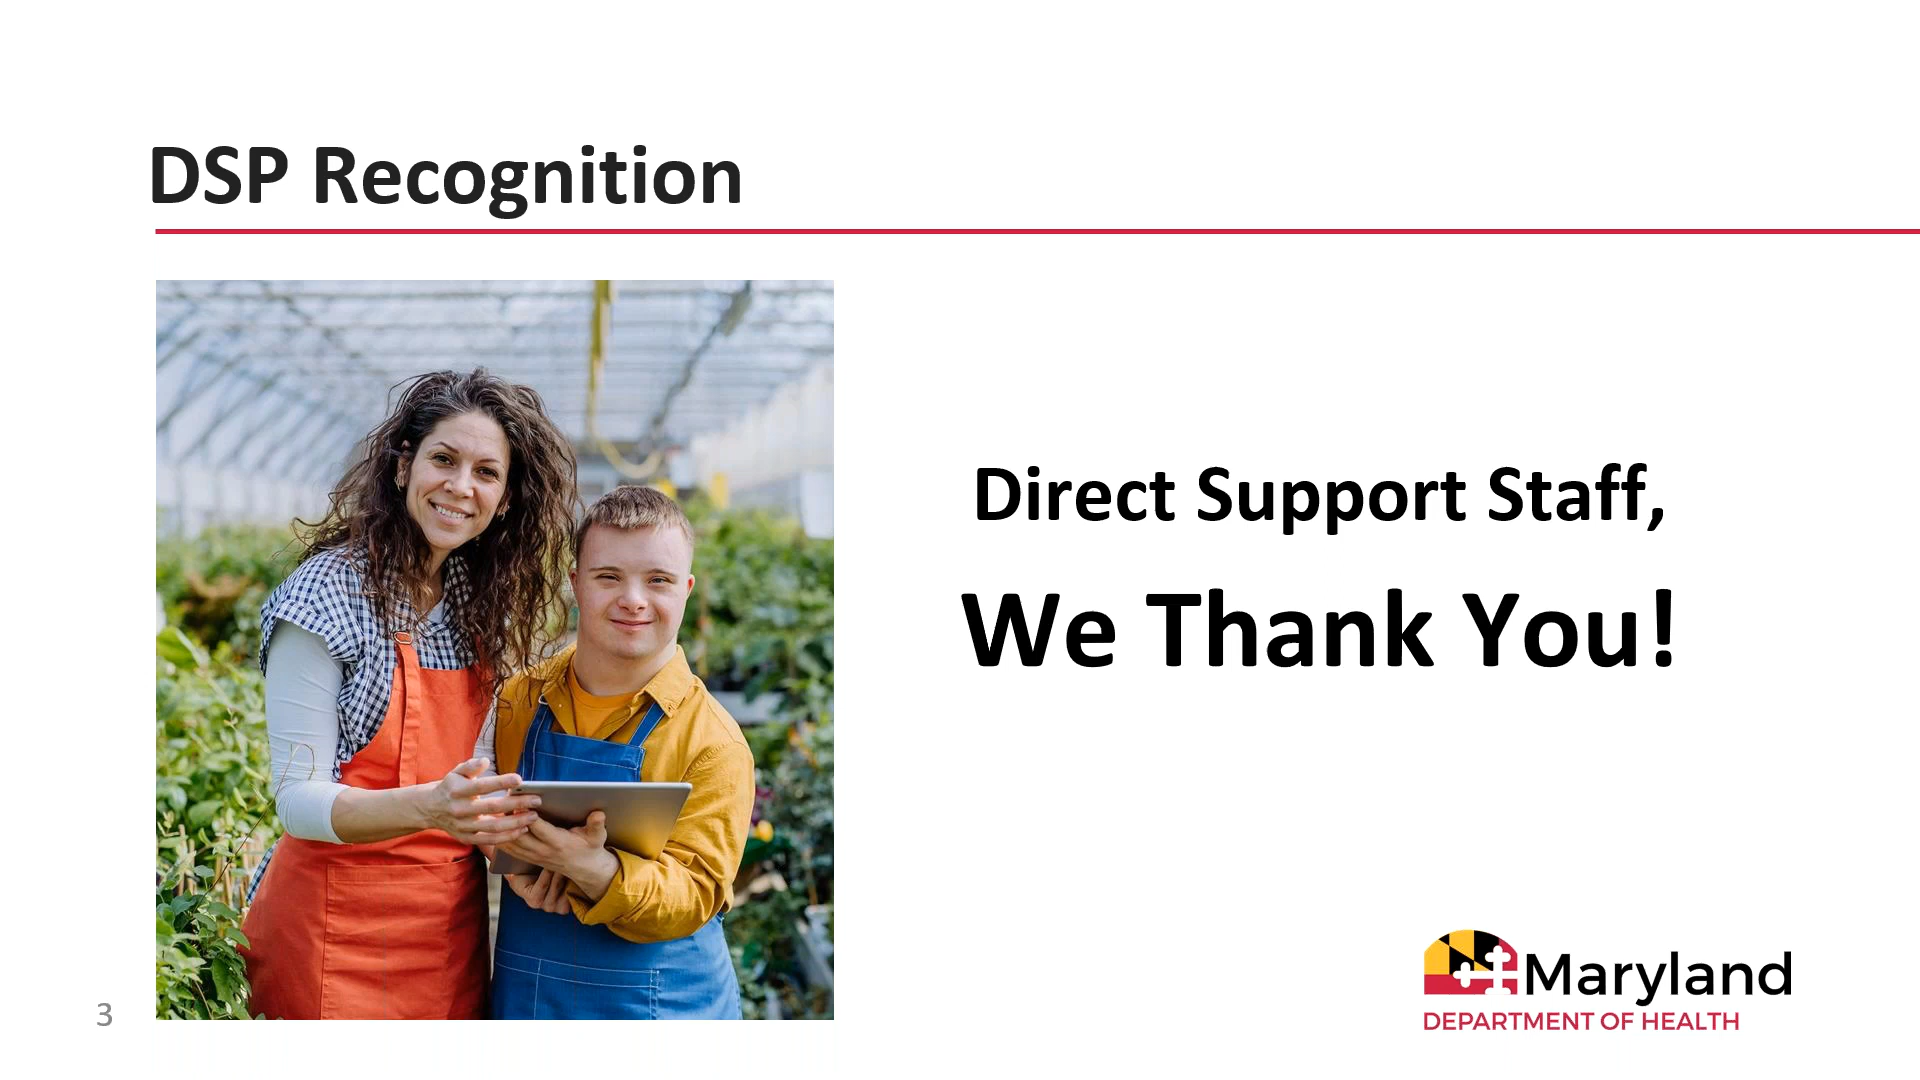 DSP Recognition
Direct Support Staff,
We Thank You!
Maryland
DEPARTMENT OF HEALTH
3